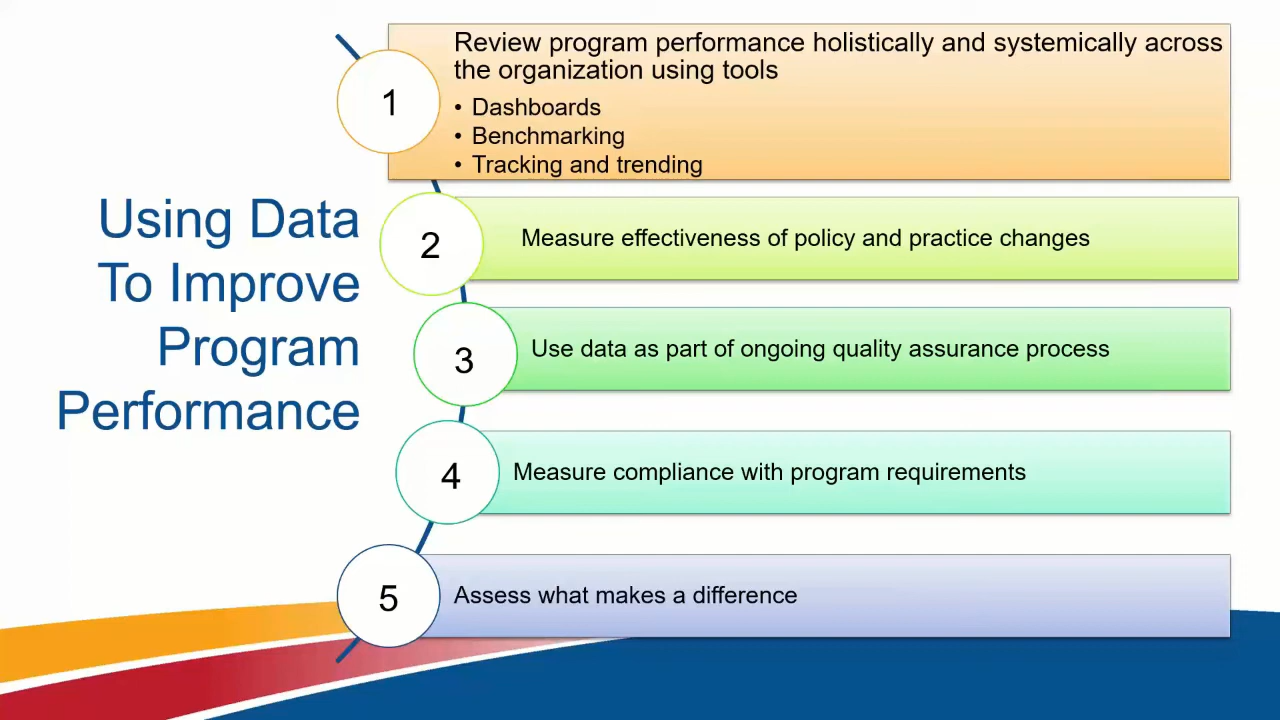 Using Data
To Improve
Program
Performance
1
Review program performance holistically and systemically across
the organization using tools
• Dashboards
• Benchmarking
• Tracking and trending
2
Measure effectiveness of policy and practice changes
3
Use data as part of ongoing quality assurance process
4
Measure compliance with program requirements
5
Assess what makes a difference